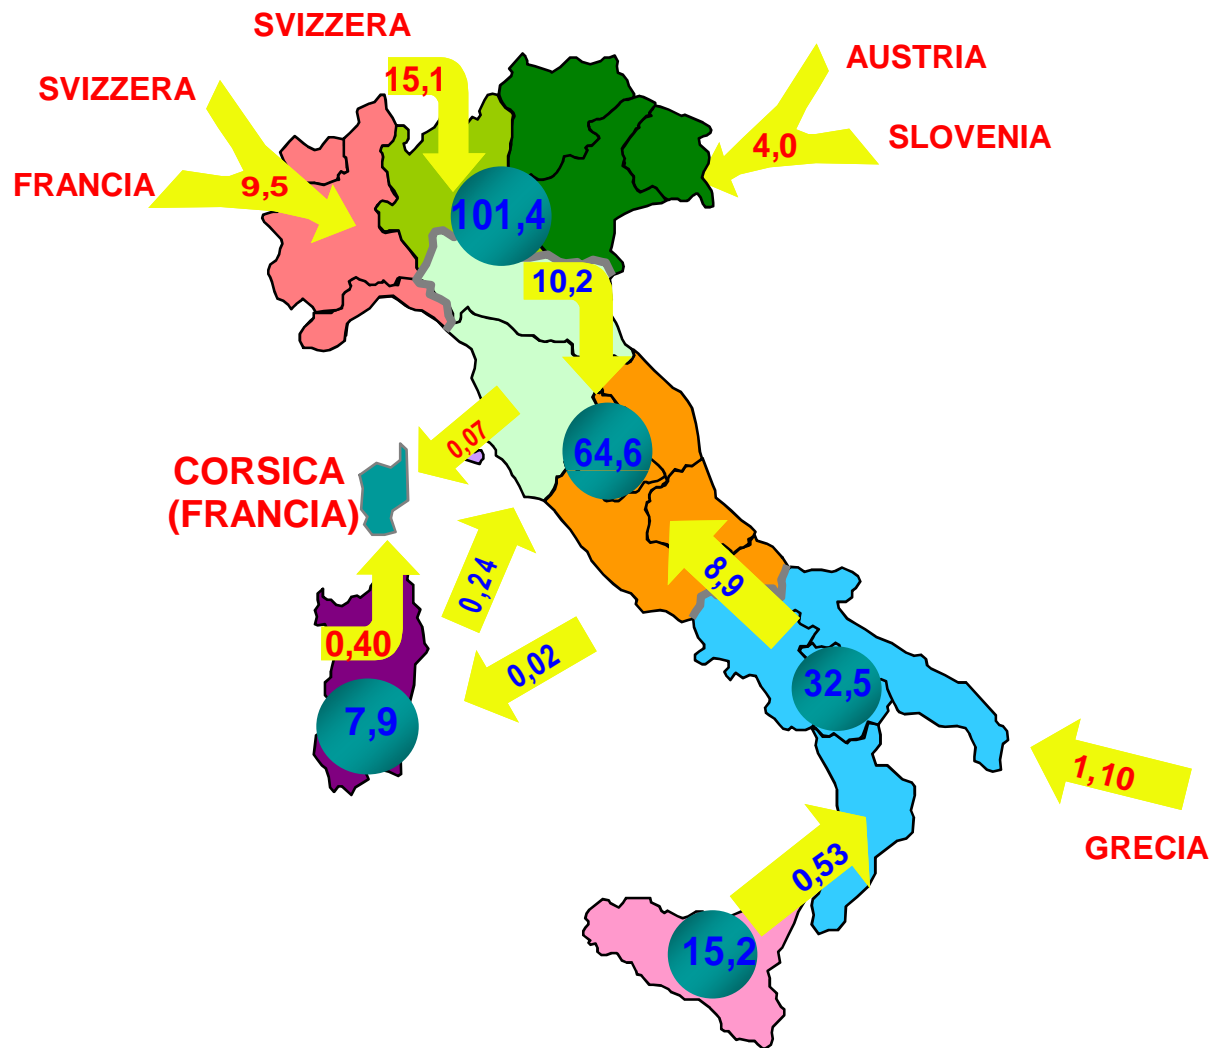 SVIZZERA
15,1
AUSTRIA
SVIZZERA
SLOVENIA
4,0
FRANCIA
9,5
101,4
10,2
0,07
64,6
CORSICA
(FRANCIA)
8,9
0,24
0,40
0,02
32,5
7,9
1,10
GRECIA
0,53
15,2